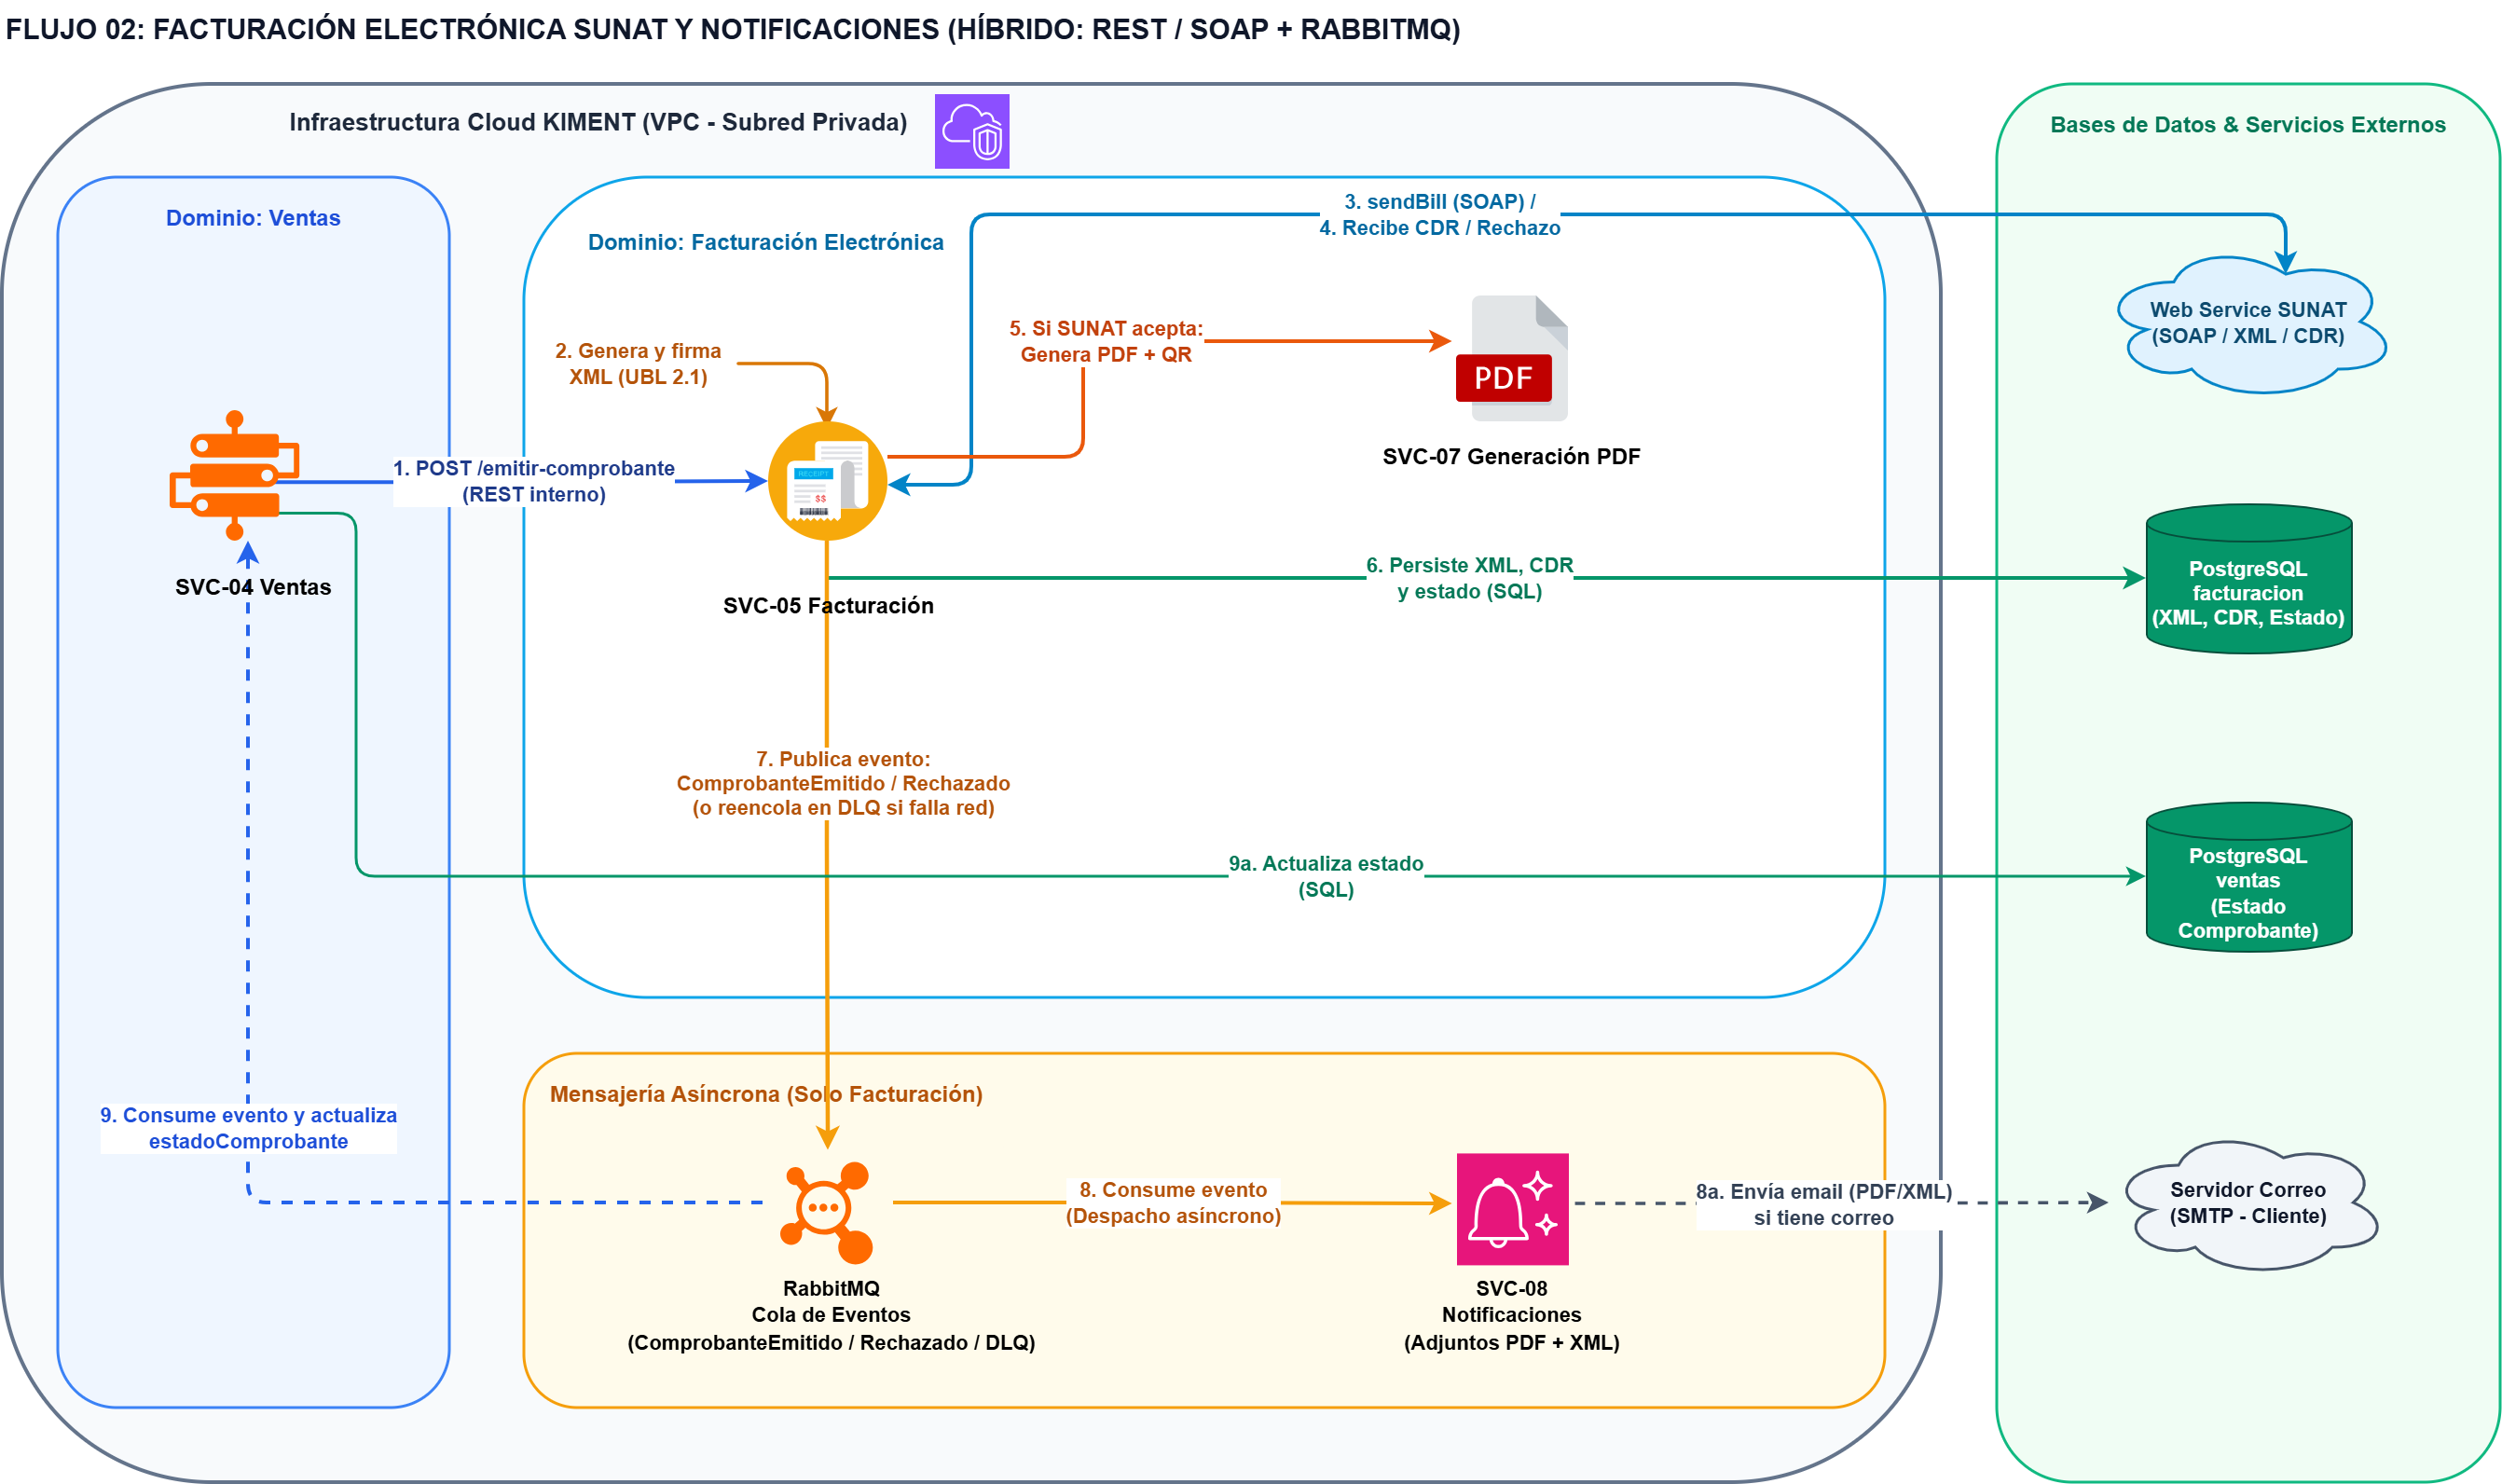 FLUJO 02: FACTURACIÓN ELECTRÓNICA SUNAT Y NOTIFICACIONES (HÍBRIDO: REST / SOAP + RABBITMQ)
Infraestructura Cloud KIMENT (VPC - Subred Privada)
Bases de Datos & Servicios Externos
Dominio: Ventas
Dominio: Facturación Electrónica
3. sendBill (SOAP) /
4. Recibe CDR / Rechazo
Web Service SUNAT
(SOAP / XML / CDR)
5. Si SUNAT acepta:
Genera PDF + QR
2. Genera y firma
XML (UBL 2.1)
PDF
SVC-07 Generación PDF
1. POST /emitir-comprobante
(REST interno)
RECEIPT
$$
SVC-04 Ventas
SVC-05 Facturación
6. Persiste XML, CDR
y estado (SQL)
PostgreSQL
facturacion
(XML, CDR, Estado)
7. Publica evento:
ComprobanteEmitido / Rechazado
(o reencola en DLQ si falla red)
9a. Actualiza estado
(SQL)
PostgreSQL
ventas
(Estado
Comprobante)
Mensajería Asíncrona (Solo Facturación)
9. Consume evento y actualiza
estadoComprobante
8. Consume evento
(Despacho asíncrono)
8a. Envía email (PDF/XML)
si tiene correo
Servidor Correo
(SMTP - Cliente)
RabbitMQ
Cola de Eventos
(ComprobanteEmitido / Rechazado / DLQ)
SVC-08
Notificaciones
(Adjuntos PDF + XML)